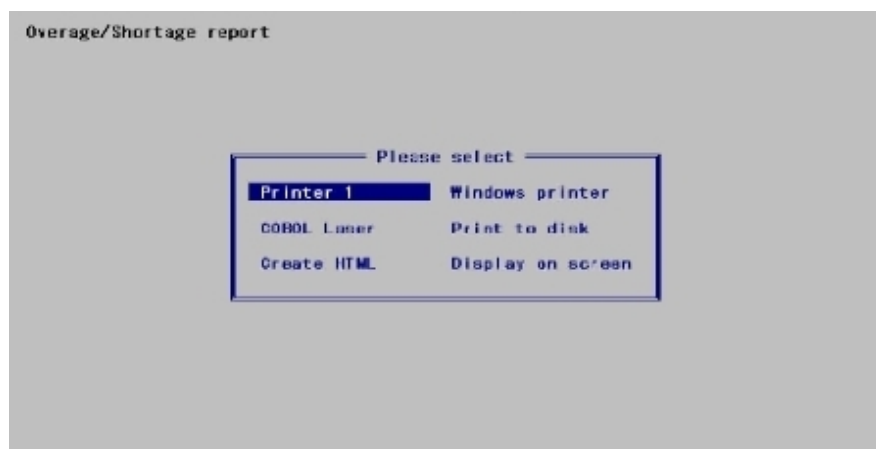 Overage/Shortage report
Please select
Printer 1 Windows printer
COBOL Laser Print to disk
Create HTML Display on screen